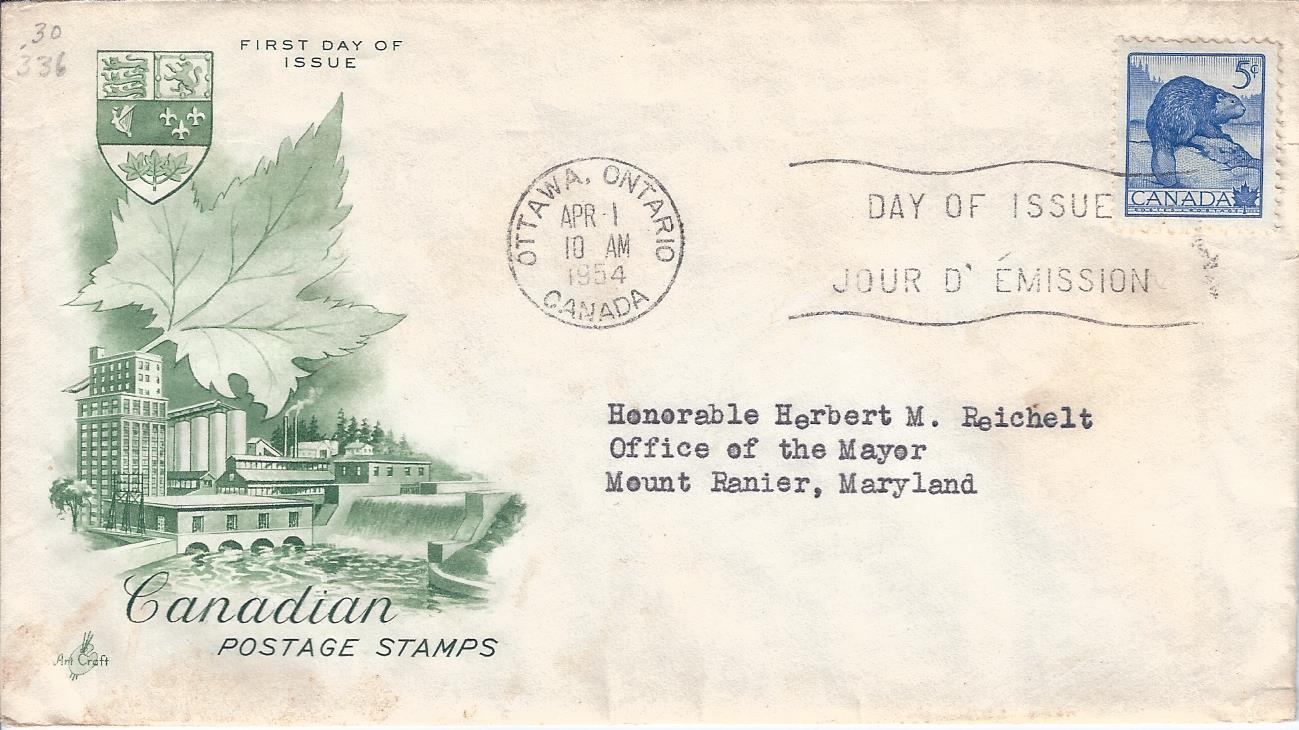 .30
336
FIRST DAY OF
ISSUE
5¢
CANADA
OTTAWA, ONTARIO
APR 1
10 AM
1954
CANADA
DAY OF ISSUE
JOUR D' ÉMISSION
Honorable Herbert M. Reichelt
Office of the Mayor
Mount Ranier, Maryland
Canadian
POSTAGE STAMPS
Art Craft